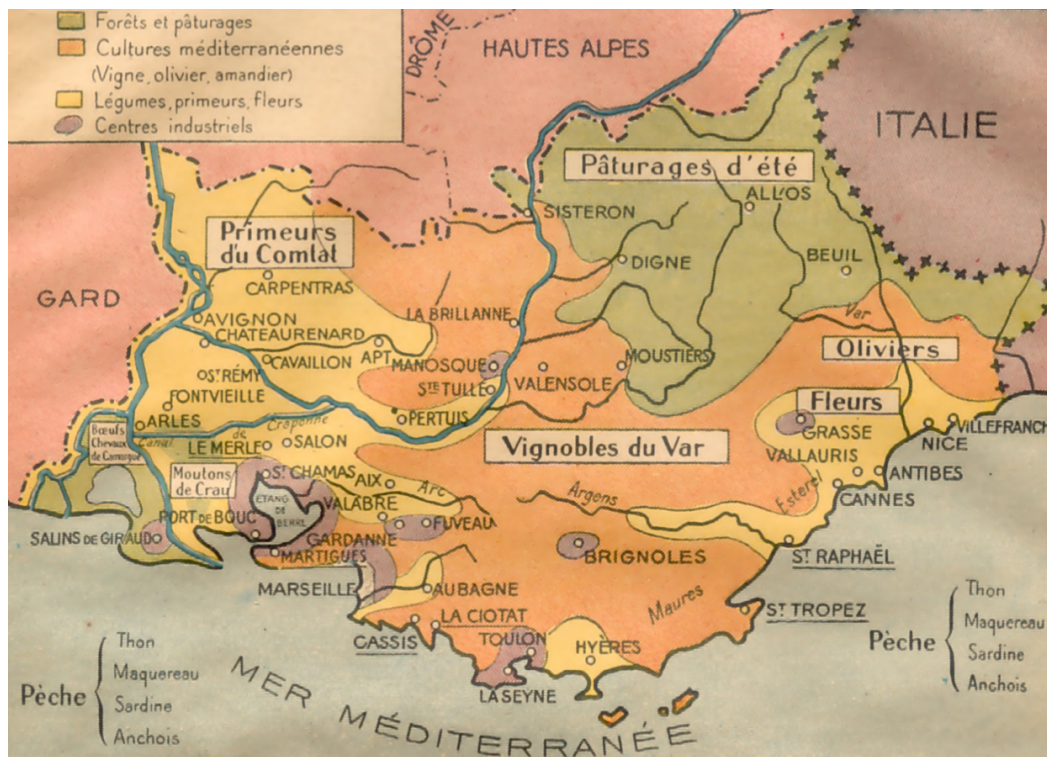 Forêts et pâturages
Cultures méditerranéennes
(Vigne, olivier, amandier)
Légumes, primeurs, fleurs
Centres industriels
DRÔME
HAUTES ALPES
ITALIE
Pâturages d'été
ALLOS
SISTERON
Primeurs
du Comtat
DIGNE
BEUIL
CARPENTRAS
GARD
AVIGNON
CHATEAURENARD
LA BRILLANNE
Var
Oliviers
CAVAILLON
APT
MANOSQUE
MOUSTIERS
ST RÉMY
STE TULLE
VALENSOLE
FONTVIEILLE
Fleurs
ARLES
PERTUIS
GRASSE
VILLEFRANCH
Bœufs
Chevaux
de Camargue
Canal de Craponne
NICE
LE MERLE
SALON
Vignobles du Var
VALLAURIS
Moutons
de Crau
ST CHAMAS
AIX
ANTIBES
Arc
Argens
Esterel
CANNES
ÉTANG DE
BERRE
VALABRE
PORT DE BOUC
FUVEAU
SALINS DE GIRAUD
GARDANNE
MARTIGUES
BRIGNOLES
ST RAPHAËL
MARSEILLE
AUBAGNE
Maures
LA CIOTAT
ST TROPEZ
CASSIS
TOULON
HYÈRES
LA SEYNE
Pèche
Thon
Maquereau
Sardine
Anchois
Pèche
Thon
Maquereau
Sardine
Anchois
MER MÉDITERRANÉE